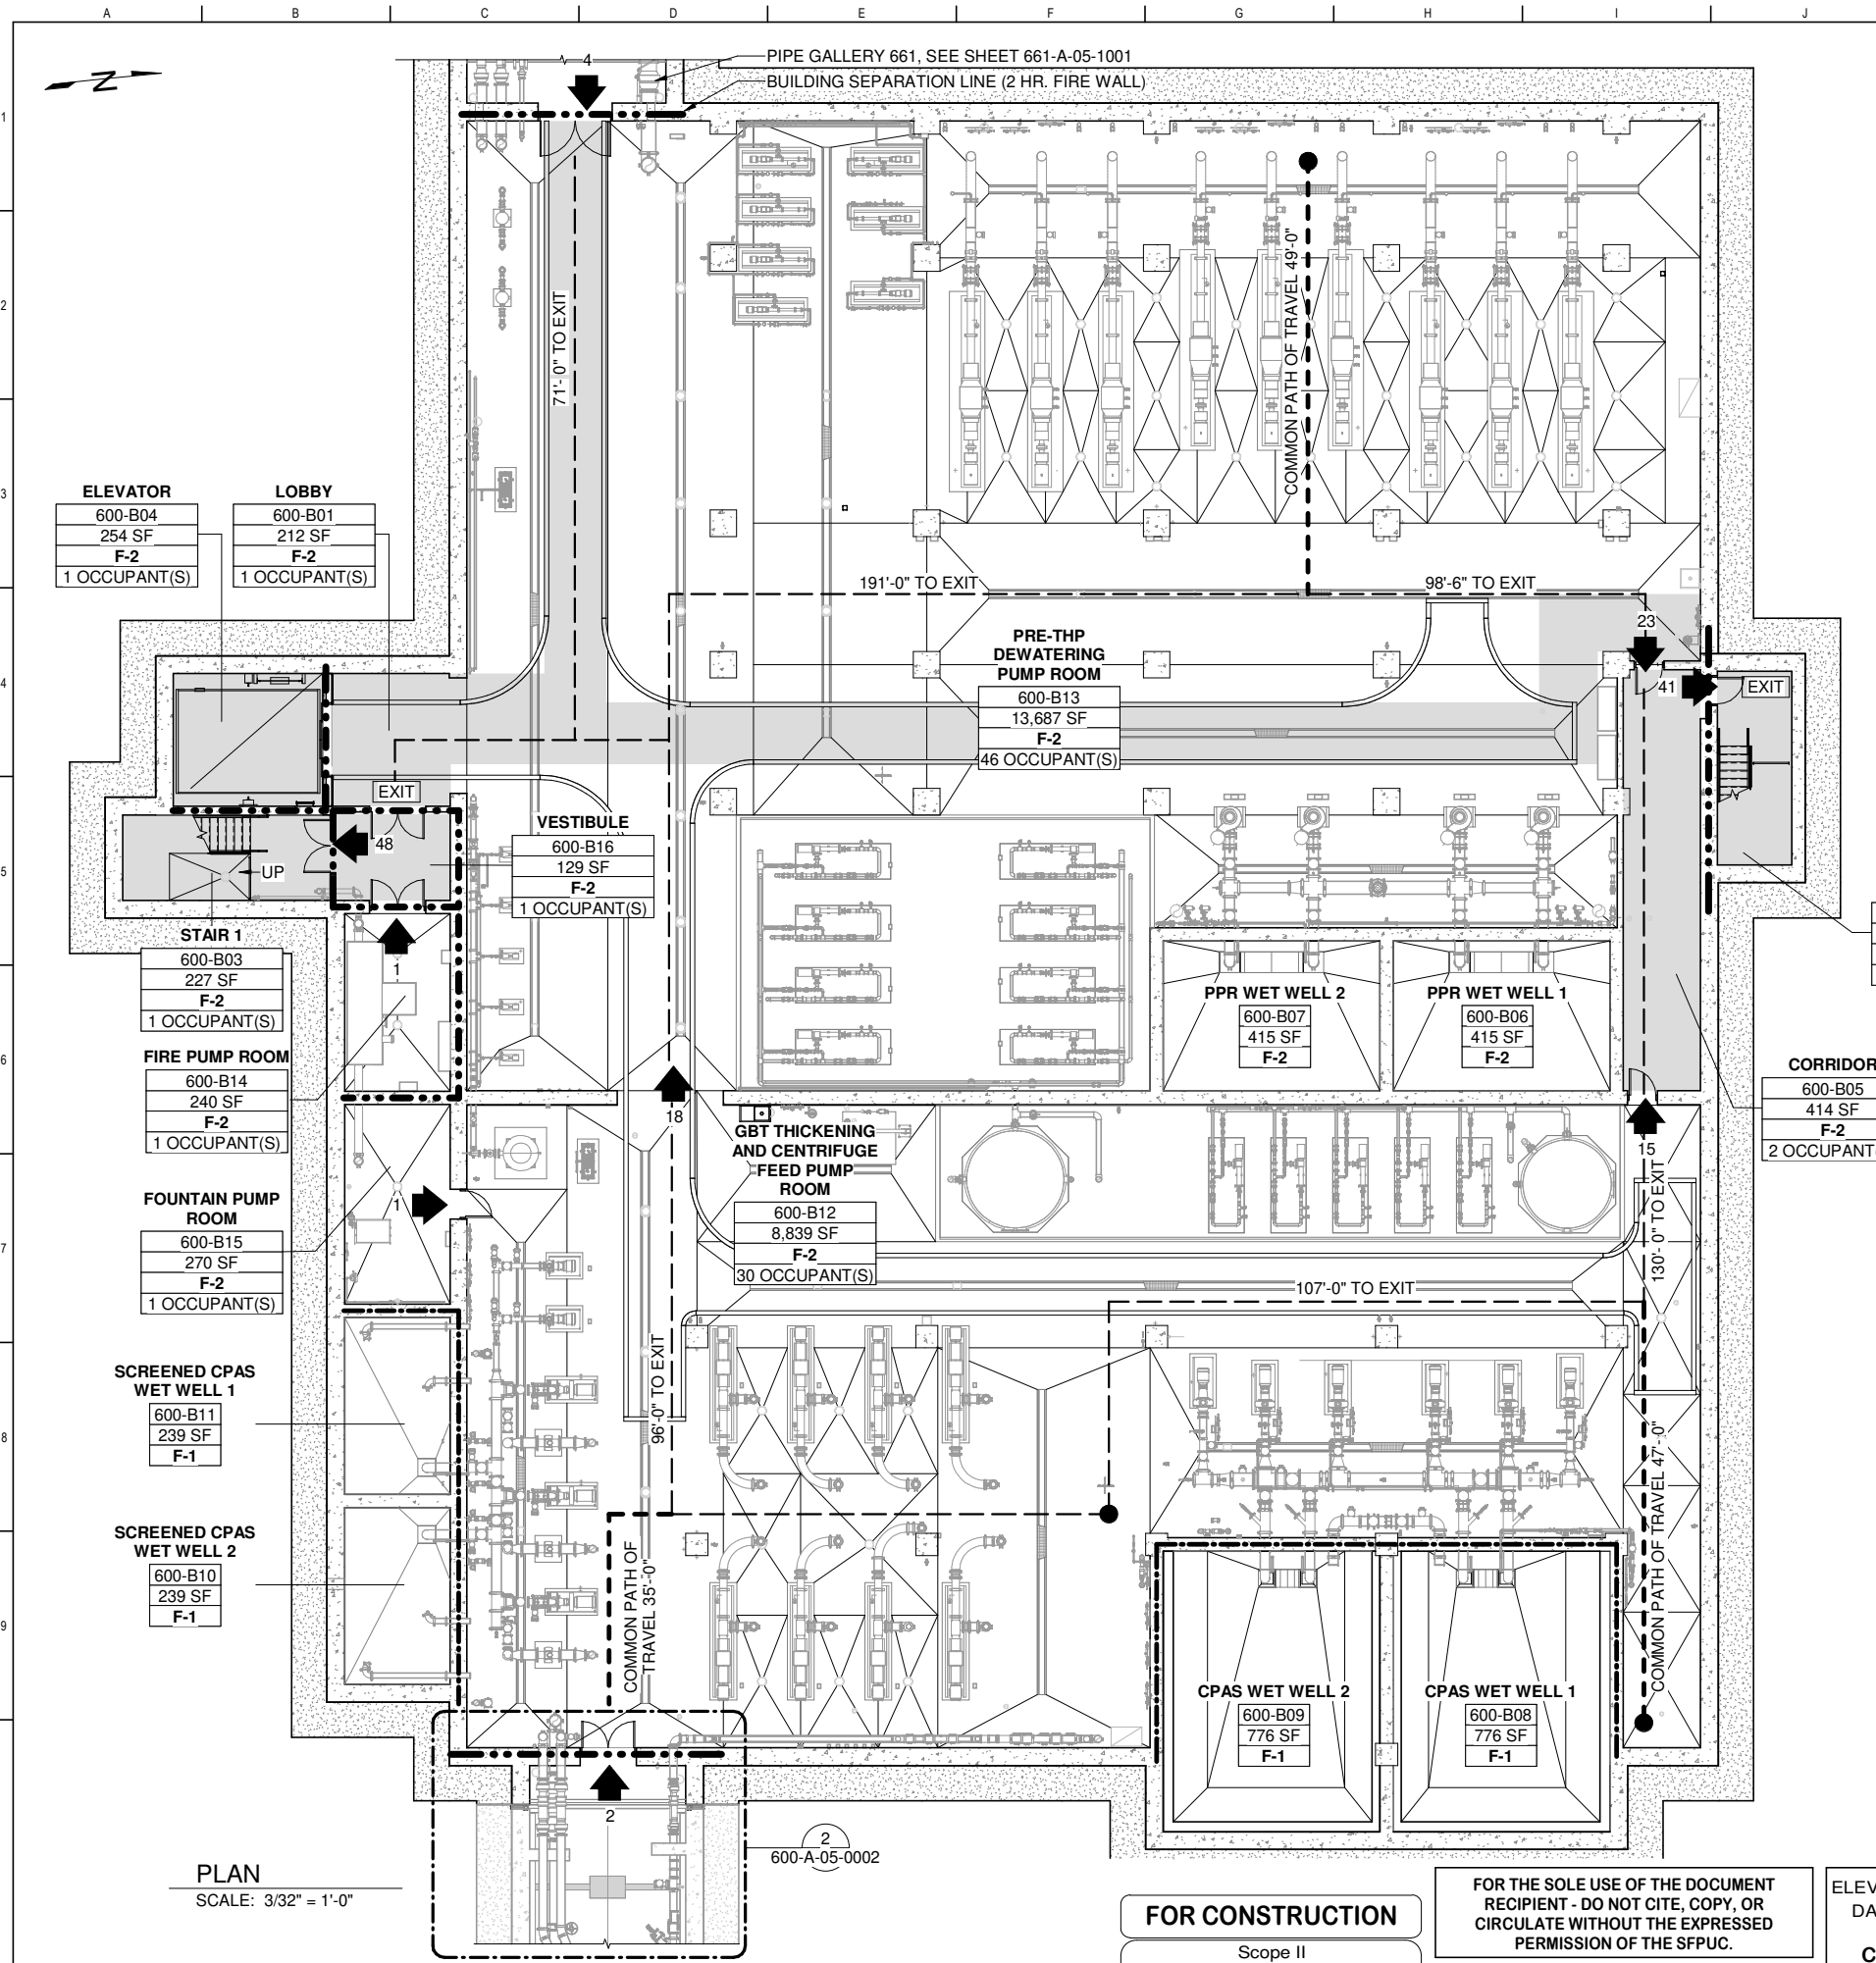 A B C D E F G H I J
1
2
3
4
5
6
7
8
9
N
4
PIPE GALLERY 661, SEE SHEET 661-A-05-1001
BUILDING SEPARATION LINE (2 HR. FIRE WALL)
71'- 0" TO EXIT
COMMON PATH OF TRAVEL 49'-0"
ELEVATOR
600-B04
254 SF
F-2
1 OCCUPANT(S)
LOBBY
600-B01
212 SF
F-2
1 OCCUPANT(S)
191'-0" TO EXIT
98'-6" TO EXIT
23
41
EXIT
PRE-THP
DEWATERING
PUMP ROOM
600-B13
13,687 SF
F-2
46 OCCUPANT(S)
EXIT
48
UP
VESTIBULE
600-B16
129 SF
F-2
1 OCCUPANT(S)
STAIR 1
600-B03
227 SF
F-2
1 OCCUPANT(S)
1
PPR WET WELL 2
600-B07
415 SF
F-2
PPR WET WELL 1
600-B06
415 SF
F-2
FIRE PUMP ROOM
600-B14
240 SF
F-2
1 OCCUPANT(S)
CORRIDOR
600-B05
414 SF
F-2
2 OCCUPANT(
18
15
GBT THICKENING
AND CENTRIFUGE
FEED PUMP
ROOM
600-B12
8,839 SF
F-2
30 OCCUPANT(S)
FOUNTAIN PUMP
ROOM
600-B15
270 SF
F-2
1 OCCUPANT(S)
1
130'- 0" TO EXIT
107'-0" TO EXIT
96'-0" TO EXIT
SCREENED CPAS
WET WELL 1
600-B11
239 SF
F-1
SCREENED CPAS
WET WELL 2
600-B10
239 SF
F-1
COMMON PATH OF
TRAVEL 35'-0"
COMMON PATH OF TRAVEL 47'-0"
CPAS WET WELL 2
600-B09
776 SF
F-1
CPAS WET WELL 1
600-B08
776 SF
F-1
2
2
600-A-05-0002
PLAN
SCALE: 3/32" = 1'-0"
FOR CONSTRUCTION
Scope II
FOR THE SOLE USE OF THE DOCUMENT
RECIPIENT - DO NOT CITE, COPY, OR
CIRCULATE WITHOUT THE EXPRESSED
PERMISSION OF THE SFPUC.
ELEV
DA
C